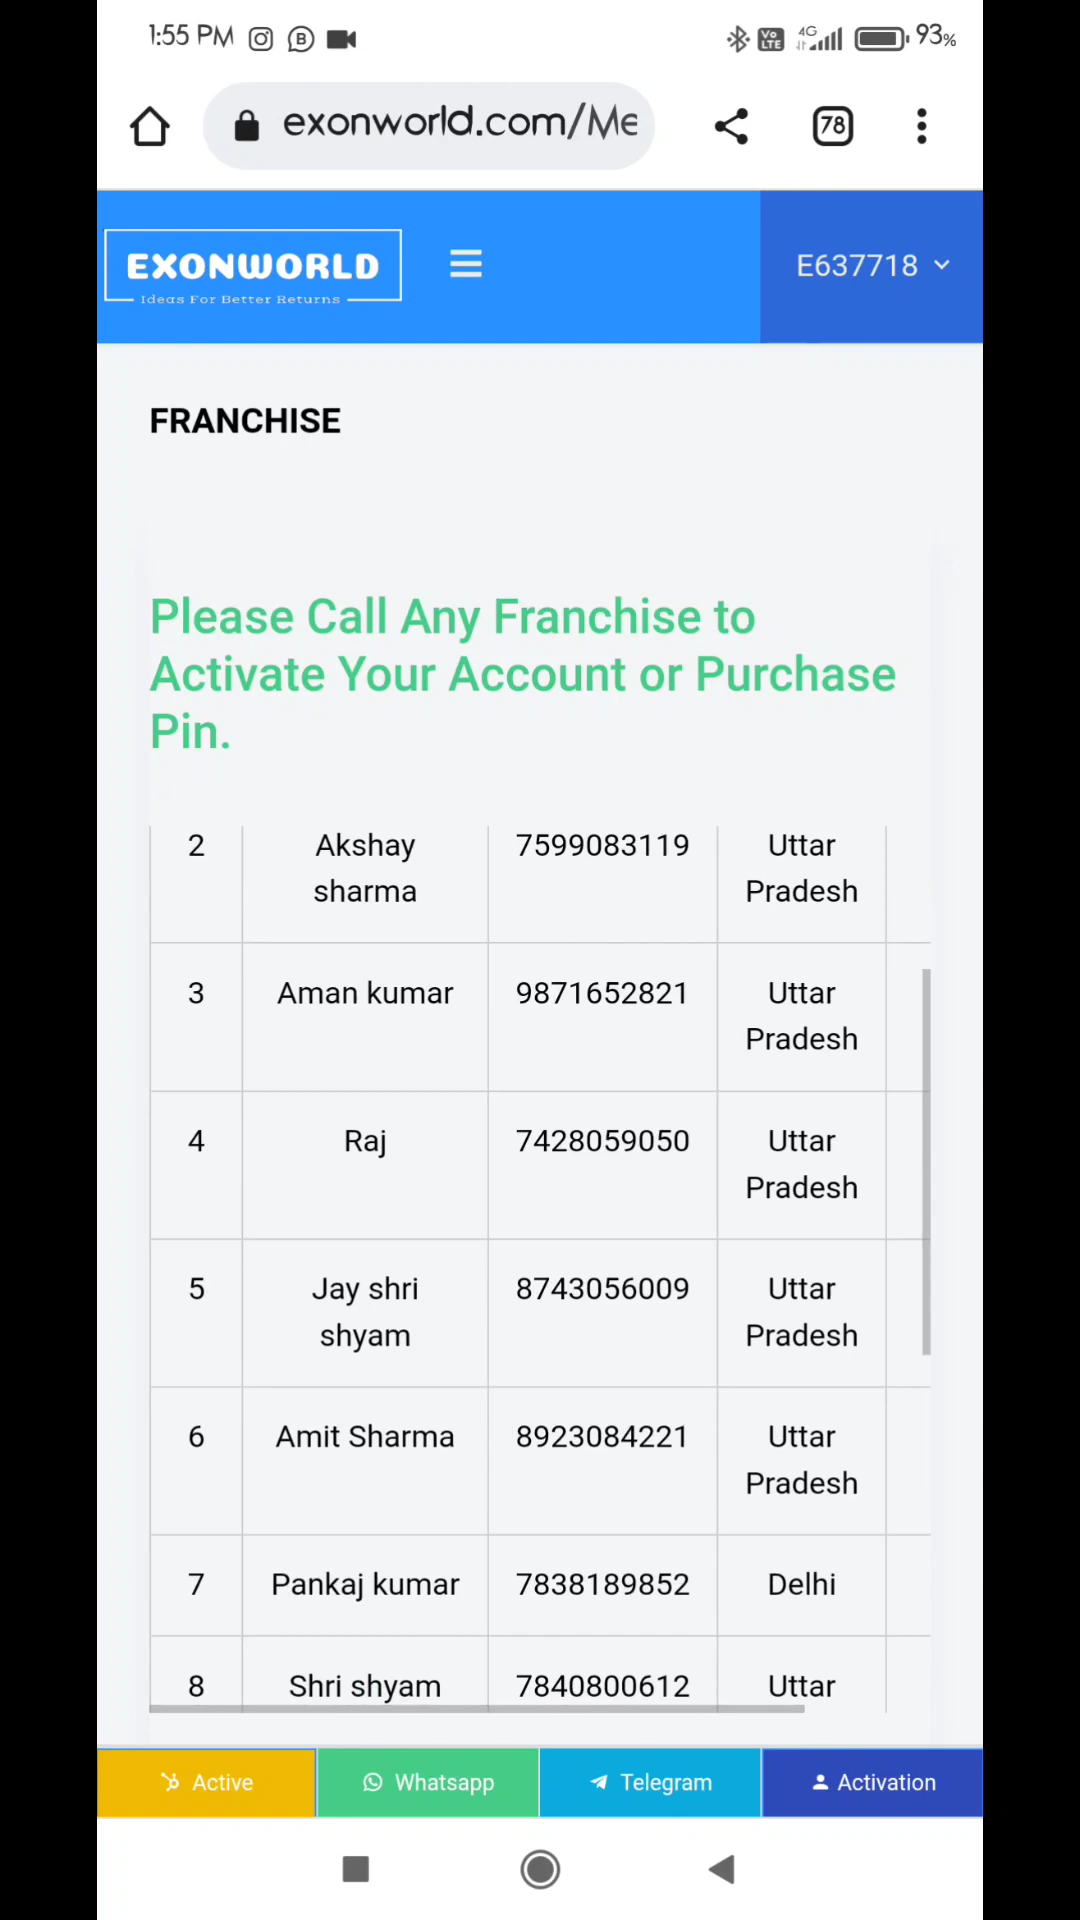 1:55 PM
4G
Vo
LTE
93%
exonworld.com/Me
78
EXONWORLD
Ideas For Better Returns
E637718
FRANCHISE
Please Call Any Franchise to
Activate Your Account or Purchase
Pin.
2 Akshay sharma 7599083119 Uttar Pradesh
3 Aman kumar 9871652821 Uttar Pradesh
4 Raj 7428059050 Uttar Pradesh
5 Jay shri shyam 8743056009 Uttar Pradesh
6 Amit Sharma 8923084221 Uttar Pradesh
7 Pankaj kumar 7838189852 Delhi
8 Shri shyam 7840800612 Uttar
Active Whatsapp Telegram Activation